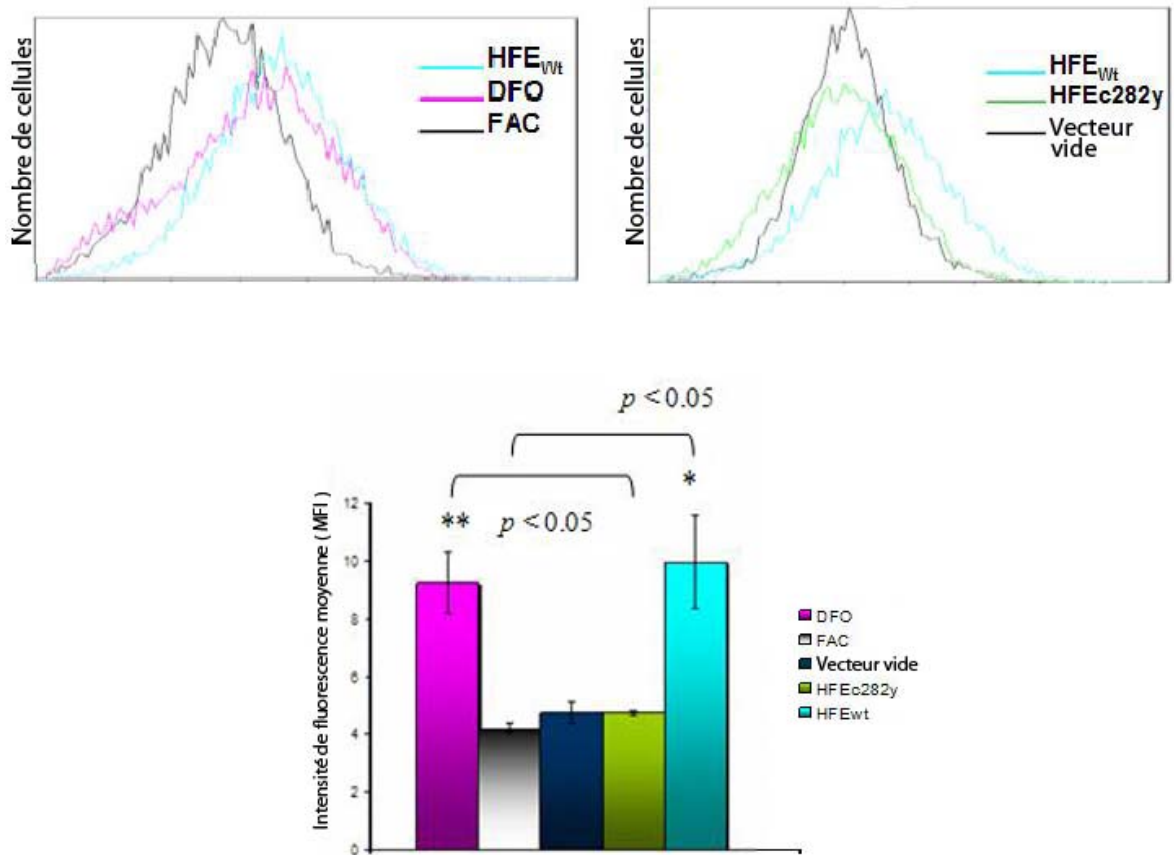 Nombre de cellules
HFEWt
DFO
FAC
Nombre de cellules
HFEWt
HFEc282y
Vecteur
vide
p < 0.05
*
** p < 0.05
Intensité de fluorescence moyenne ( MFI )
12
10
8
6
4
2
0
DFO
FAC
Vecteur vide
HFEc282y
HFEwt